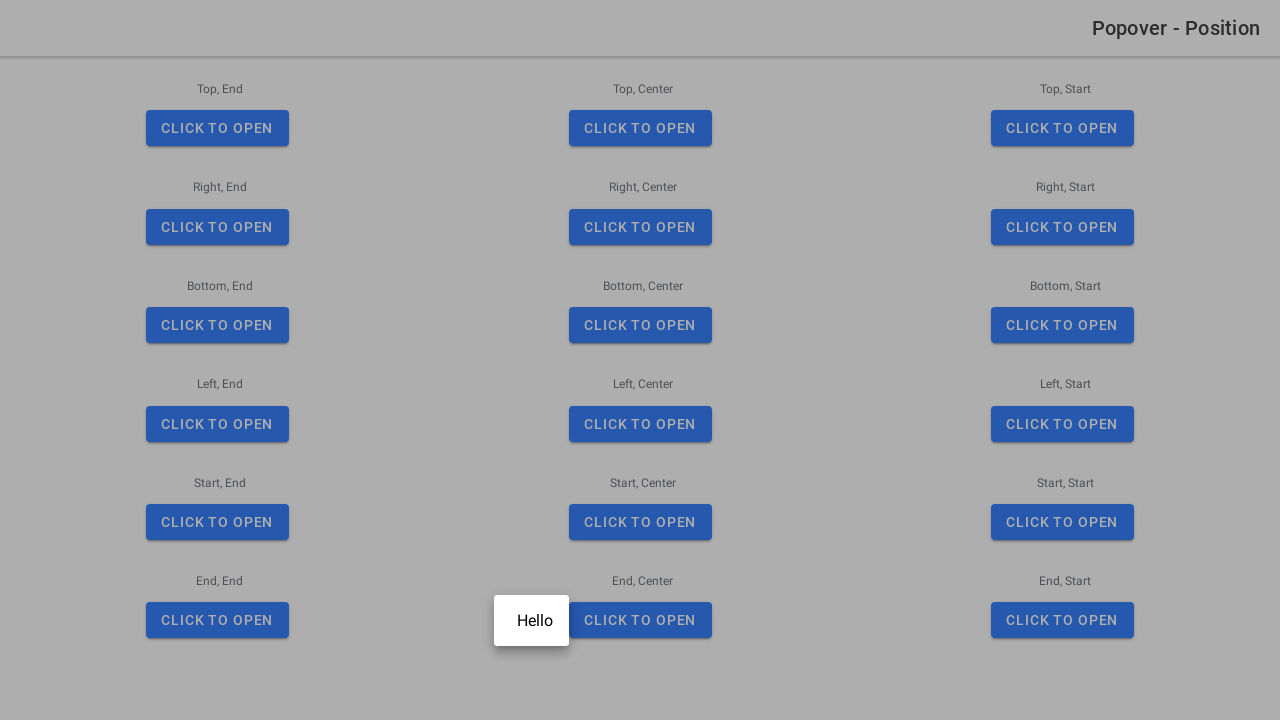 Popover - Position
Top, End
Top, Center
Top, Start
CLICK TO OPEN
CLICK TO OPEN
CLICK TO OPEN
Right, End
Right, Center
Right, Start
CLICK TO OPEN
CLICK TO OPEN
CLICK TO OPEN
Bottom, End
Bottom, Center
Bottom, Start
CLICK TO OPEN
CLICK TO OPEN
CLICK TO OPEN
Left, End
Left, Center
Left, Start
CLICK TO OPEN
CLICK TO OPEN
CLICK TO OPEN
Start, End
Start, Center
Start, Start
CLICK TO OPEN
CLICK TO OPEN
CLICK TO OPEN
End, End
End, Center
End, Start
CLICK TO OPEN
Hello
CLICK TO OPEN
CLICK TO OPEN